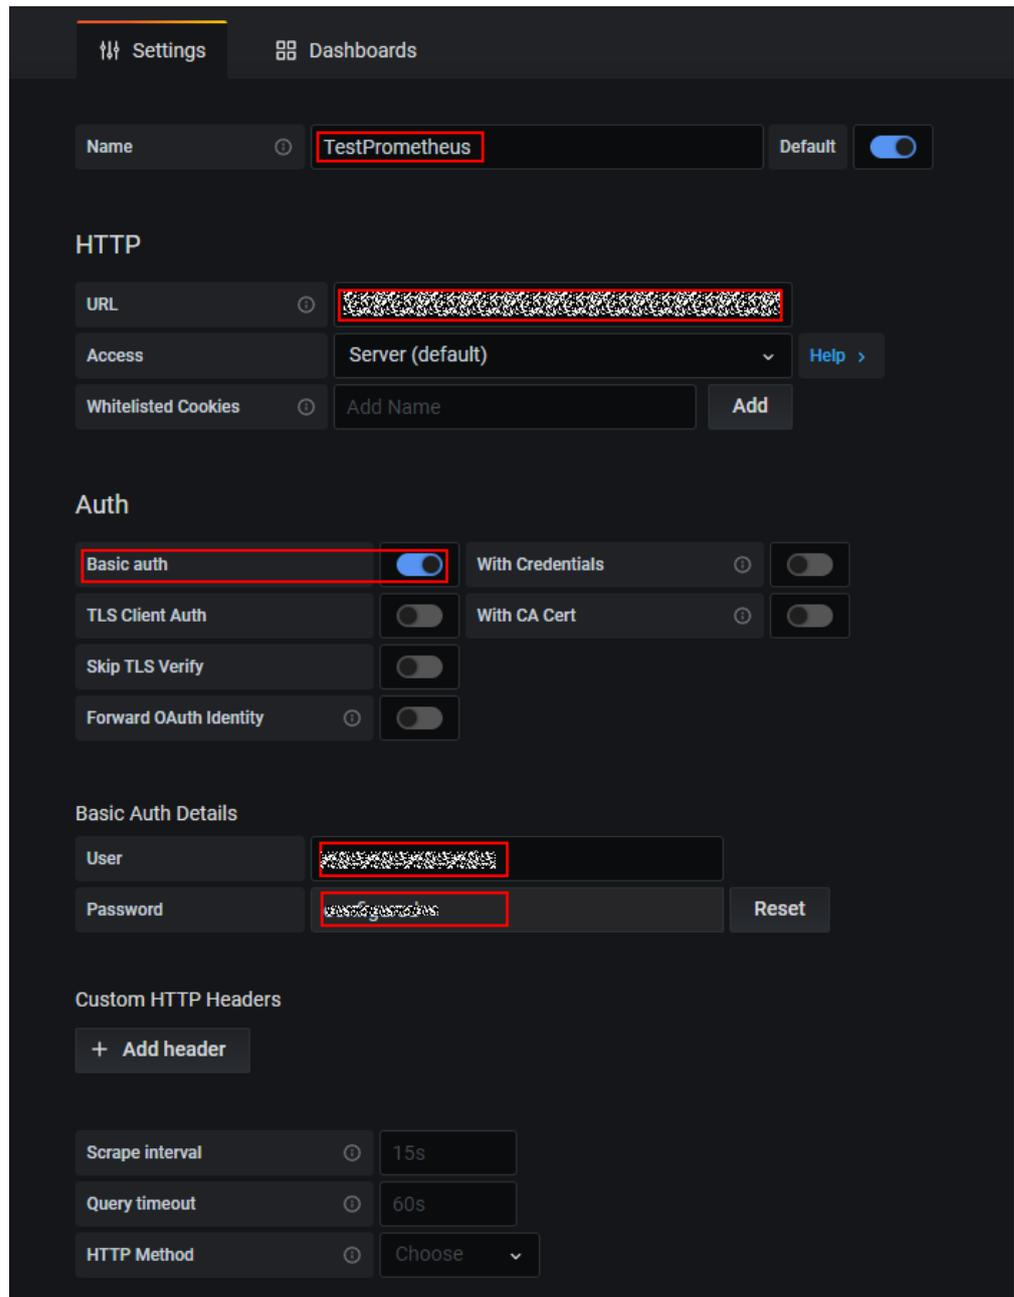 Settings Dashboards
Name TestPrometheus Default
HTTP
URL
Access Server (default) Help >
Whitelisted Cookies Add Name Add
Auth
Basic auth With Credentials
TLS Client Auth With CA Cert
Skip TLS Verify
Forward OAuth Identity
Basic Auth Details
User
Password Reset
Custom HTTP Headers
+ Add header
Scrape interval 15s
Query timeout 60s
HTTP Method Choose